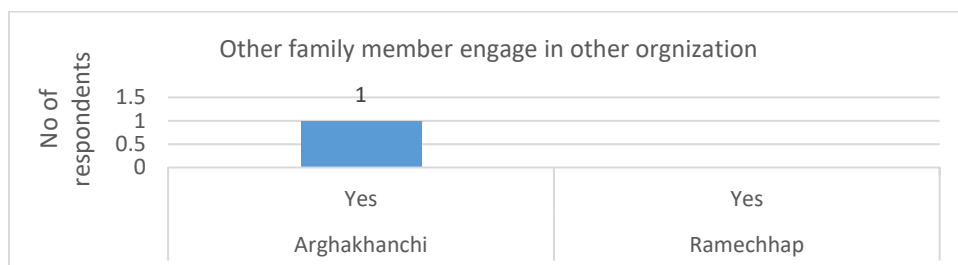 Other family member engage in other orgnization
No of
respondents
1.5
1
0.5
0
1
Yes
Yes
Arghakhanchi
Ramechhap